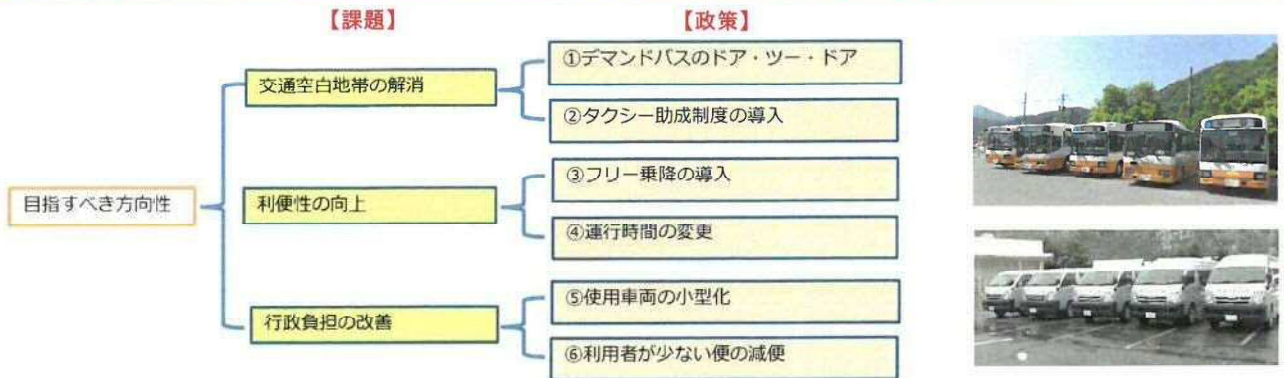 【課題】
【政策】
目指すべき方向性
交通空白地帯の解消
①デマンドバスのドア・ツー・ドア
②タクシー助成制度の導入
利便性の向上
③フリー乗降の導入
④運行時間の変更
行政負担の改善
⑤使用車両の小型化
⑥利用者が少ない便の減便